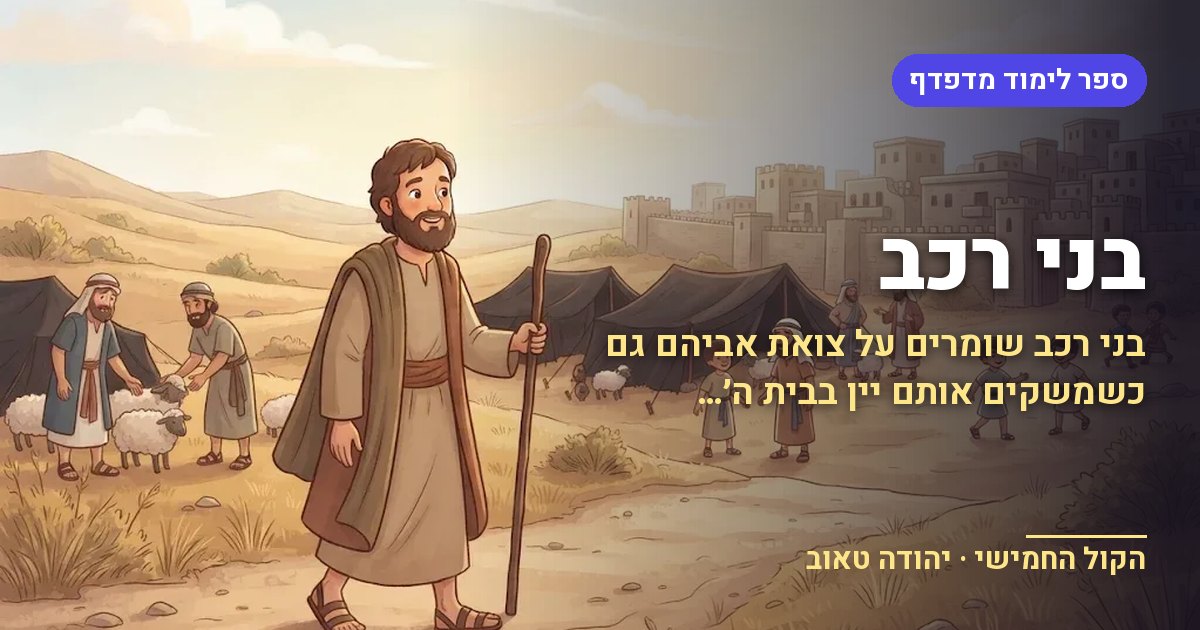 ספר לימוד מדפדף
בני רכב
בני רכב שומרים על צואת אביהם גם
כשמשקים אותם יין בבית ה׳...
הקול החמישי · יהודה טאוב